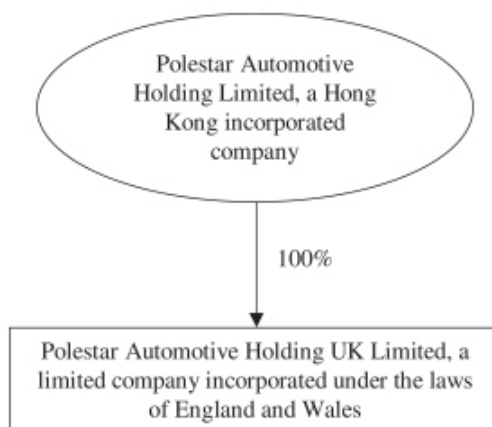 Polestar Automotive
Holding Limited, a Hong
Kong incorporated
company
100%
Polestar Automotive Holding UK Limited, a
limited company incorporated under the laws
of England and Wales